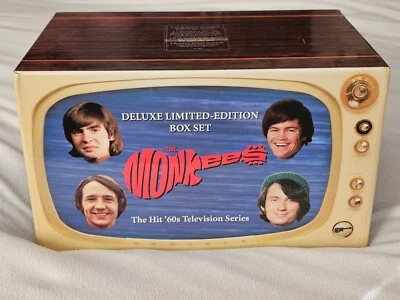 DELUXE LIMITED-EDITION
BOX SET
THE
MONKEES
The Hit '60s Television Series